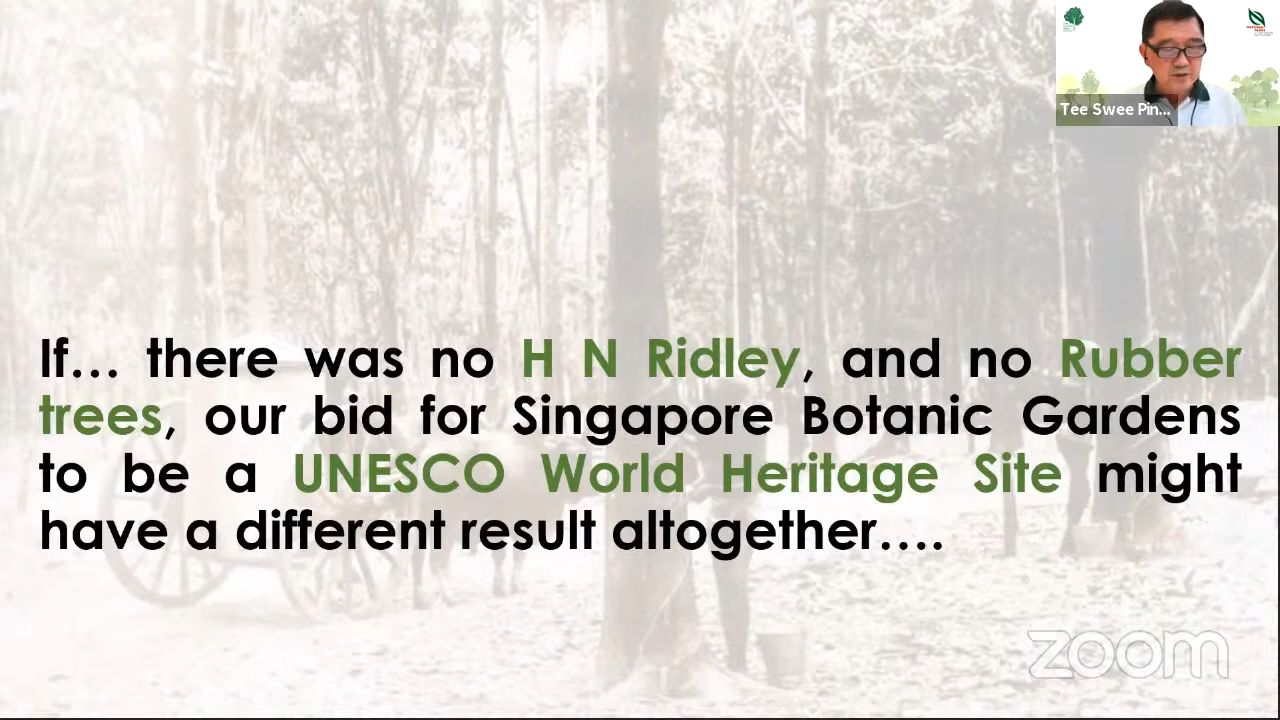 Tee Swee Pin...
If… there was no H N Ridley, and no Rubber
trees, our bid for Singapore Botanic Gardens
to be a UNESCO World Heritage Site might
have a different result altogether….
zoom